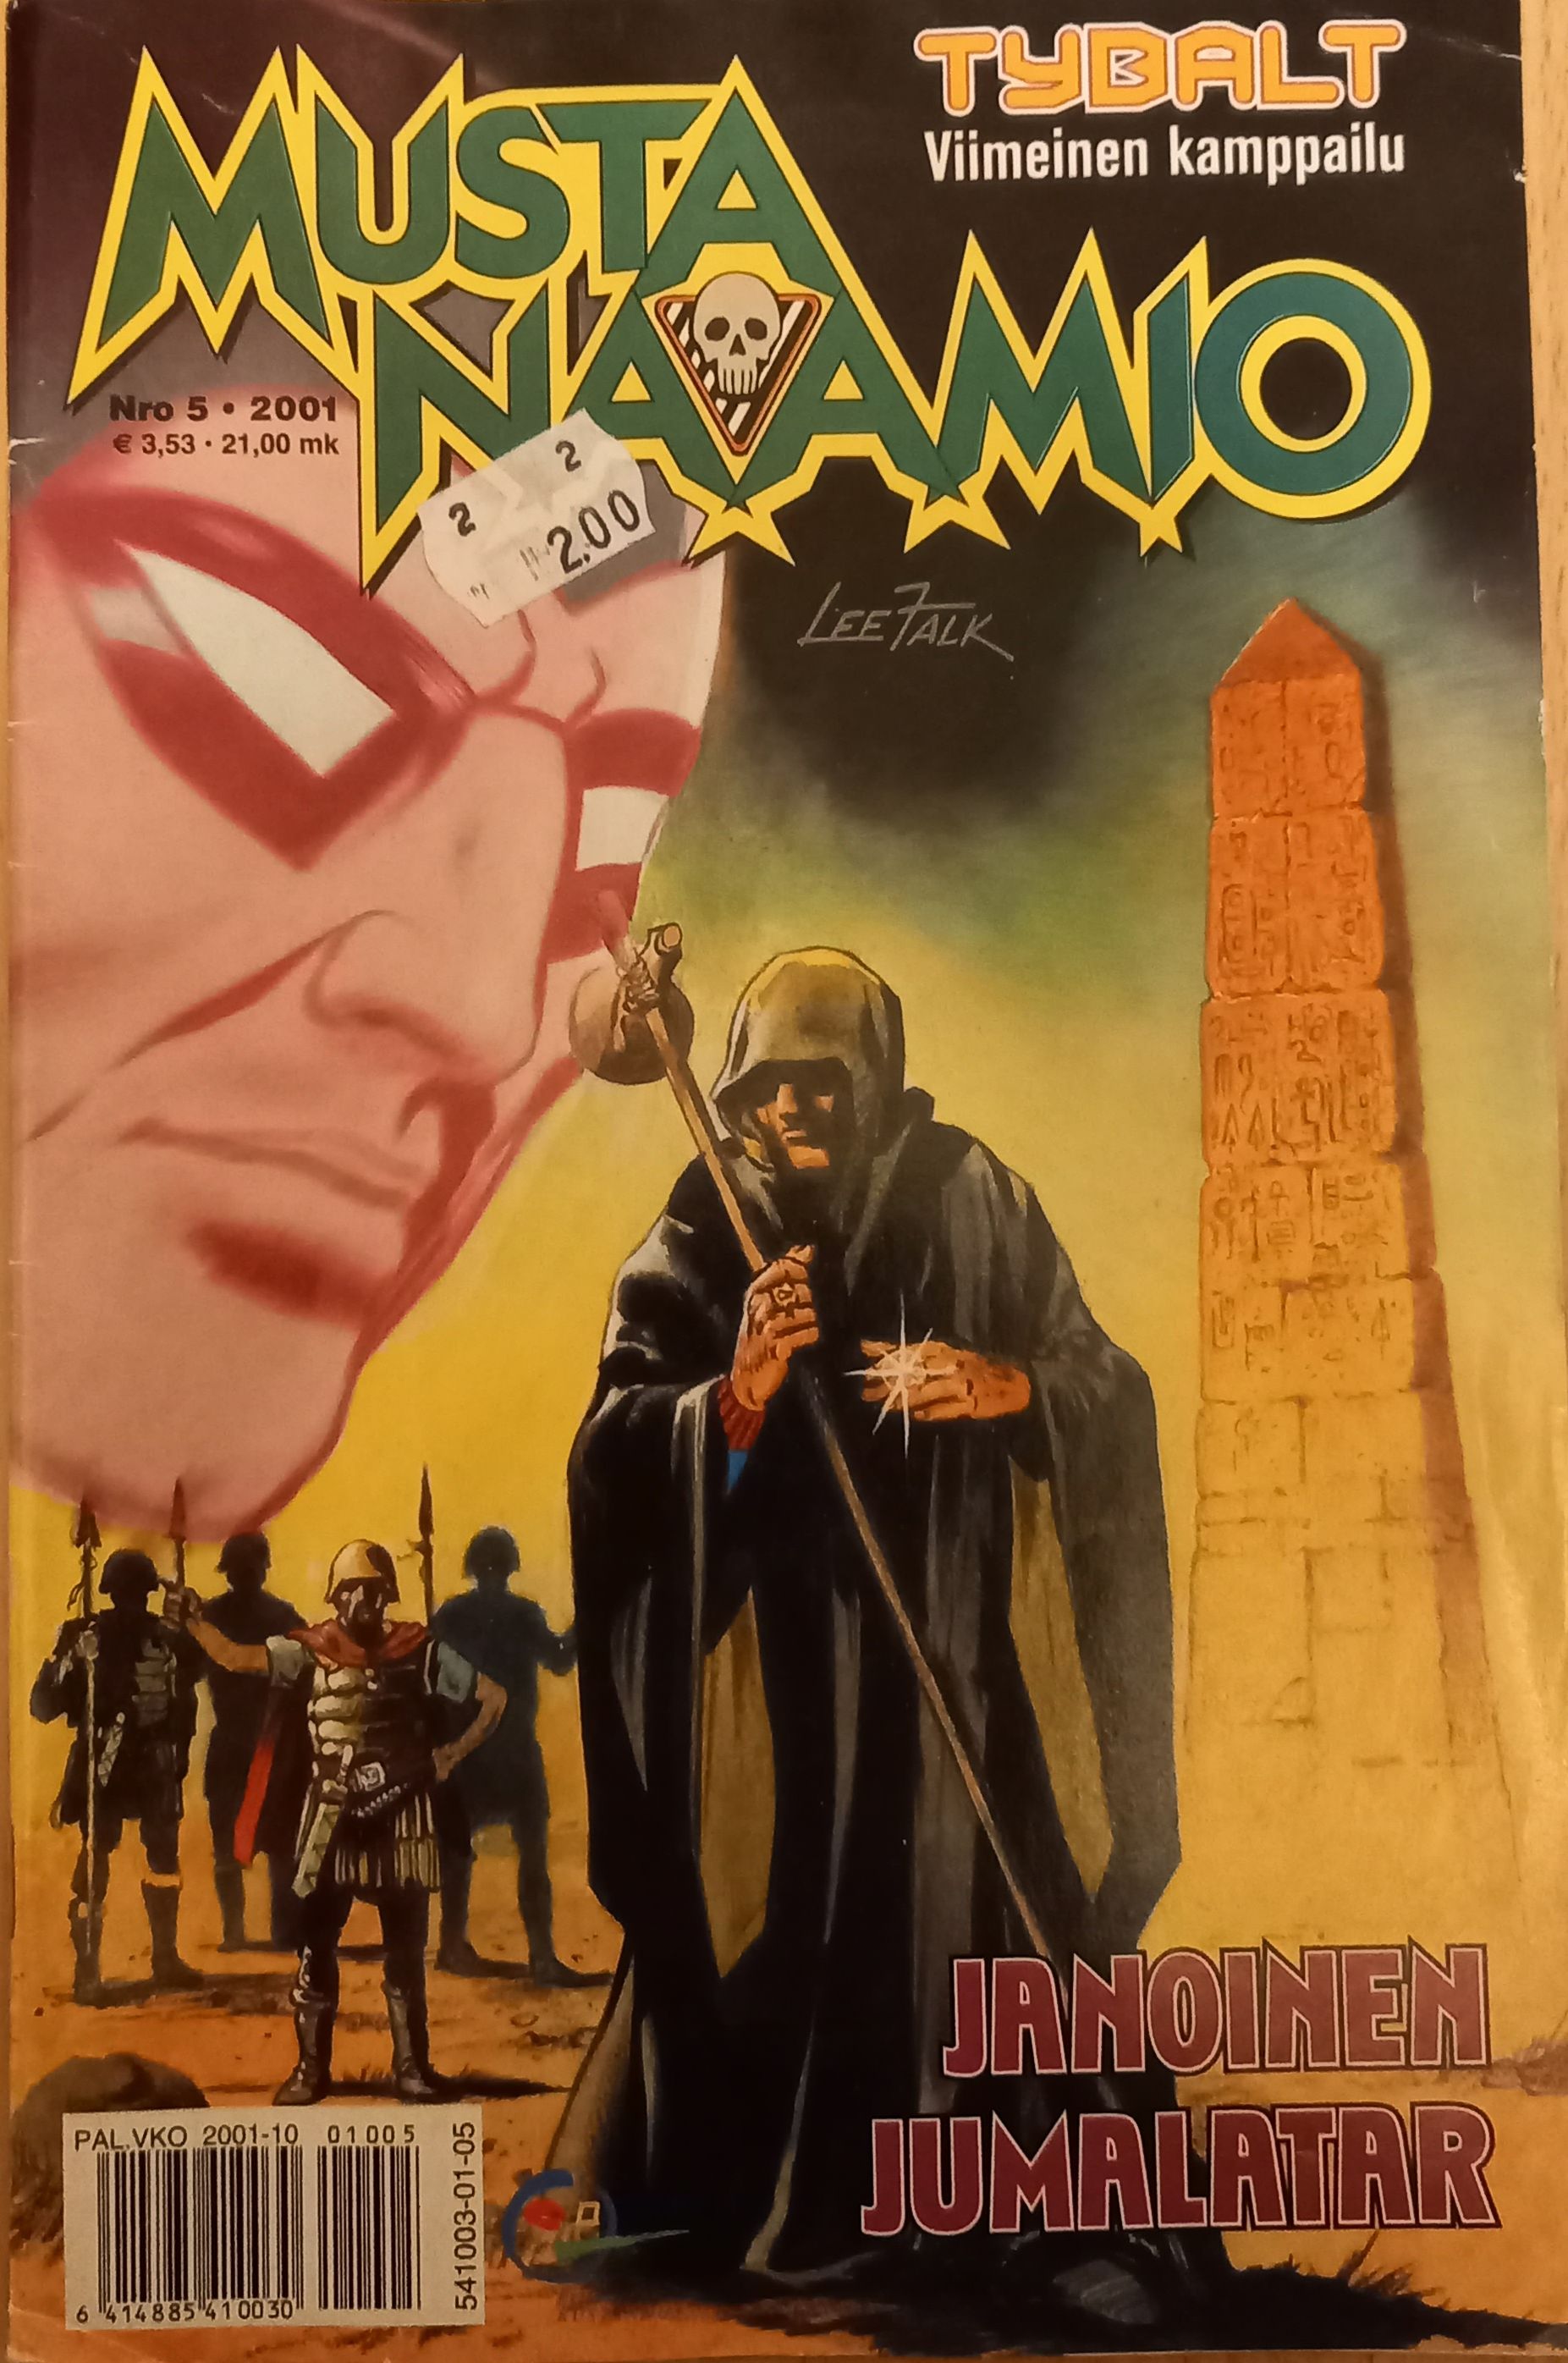 TYBALT
Viimeinen kamppailu
MUSTA
NAAMIO
Nro 5 • 2001
€ 3,53 • 21,00 mk
2
2
2.00
LEE FALK
JANOINEN
JUMALATAR
PAL.VKO 2001-10 01005
6 414885 410030
541003-01-05